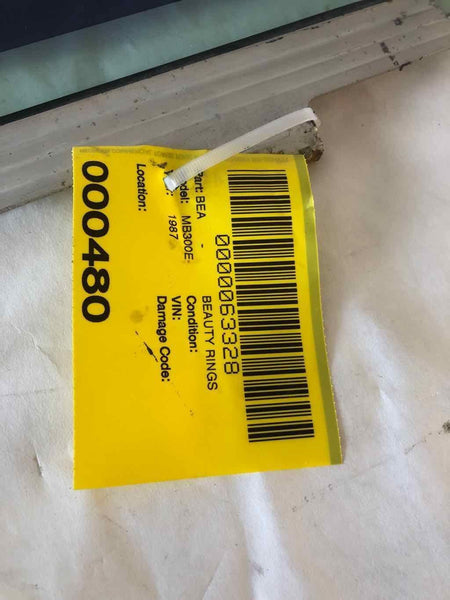 0000063328
Part: BEA - BEAUTY RINGS
Model: MB300E Condition:
1987 VIN:
Location: Damage Code:
000480